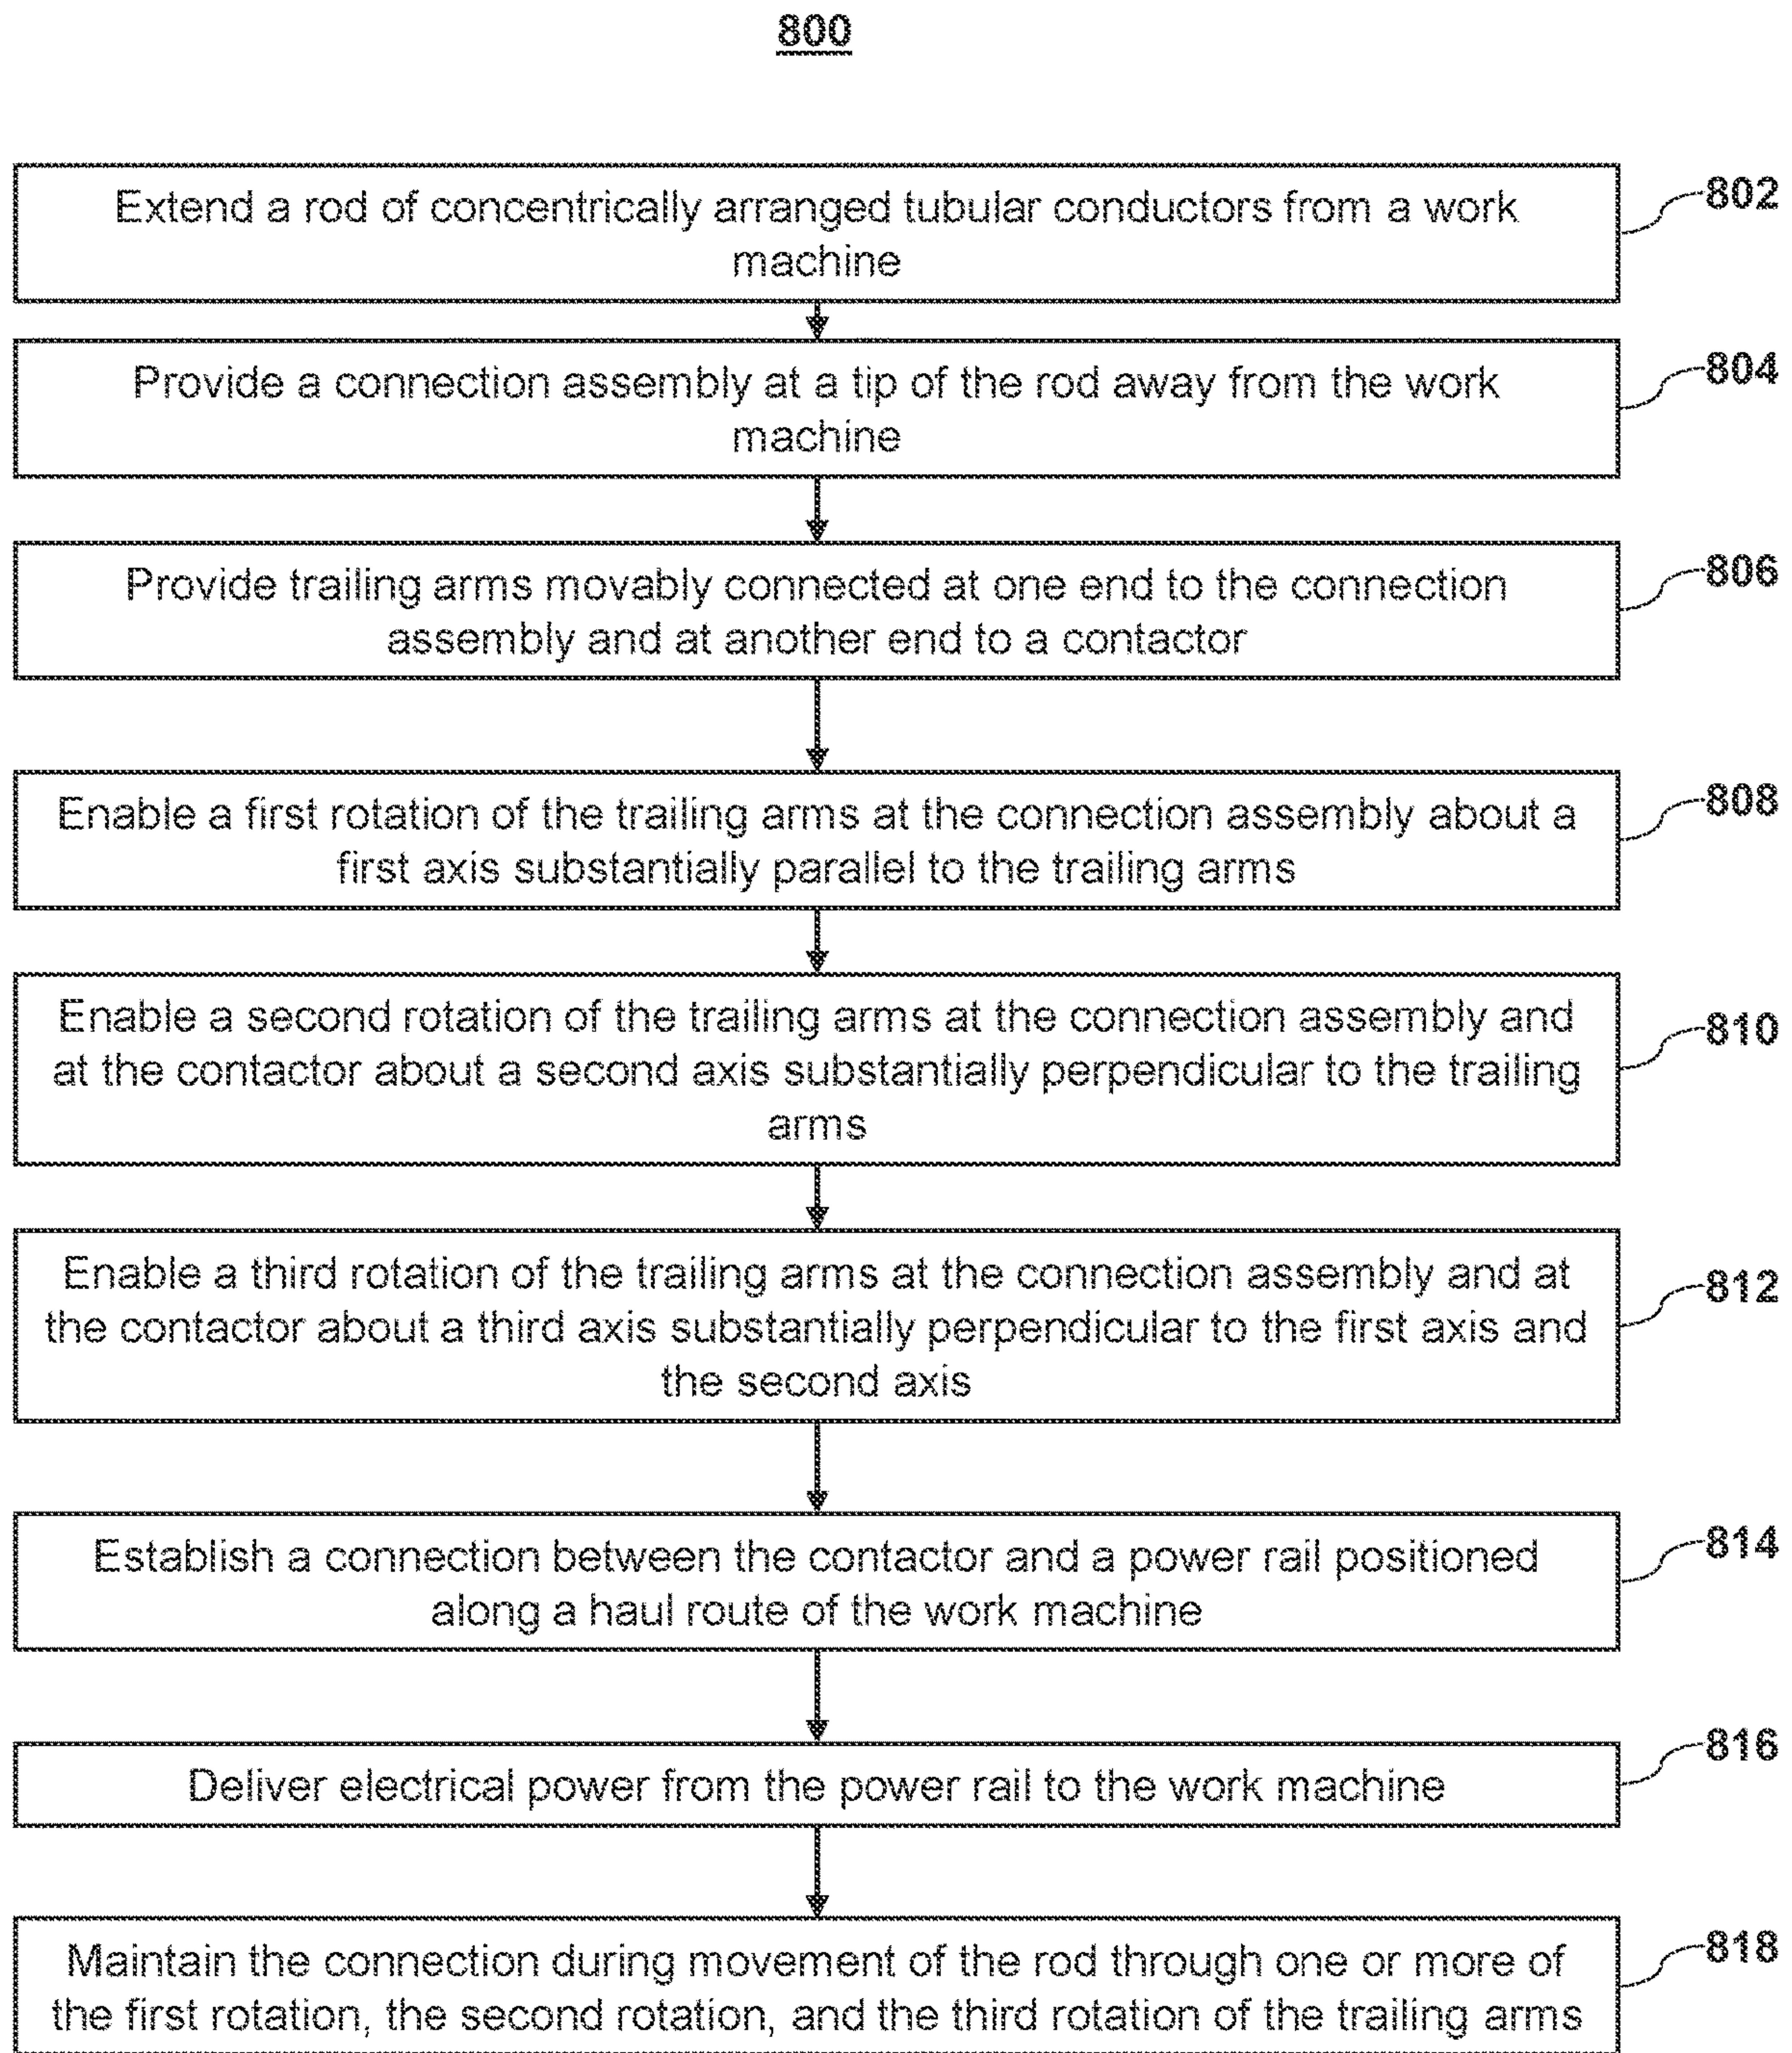 800
Extend a rod of concentrically arranged tubular conductors from a work
machine
802
Provide a connection assembly at a tip of the rod away from the work
machine
804
Provide trailing arms movably connected at one end to the connection
assembly and at another end to a contactor
806
Enable a first rotation of the trailing arms at the connection assembly about a
first axis substantially parallel to the trailing arms
808
Enable a second rotation of the trailing arms at the connection assembly and
at the contactor about a second axis substantially perpendicular to the trailing
arms
810
Enable a third rotation of the trailing arms at the connection assembly and at
the contactor about a third axis substantially perpendicular to the first axis and
the second axis
812
Establish a connection between the contactor and a power rail positioned
along a haul route of the work machine
814
Deliver electrical power from the power rail to the work machine
816
Maintain the connection during movement of the rod through one or more of
the first rotation, the second rotation, and the third rotation of the trailing arms
818